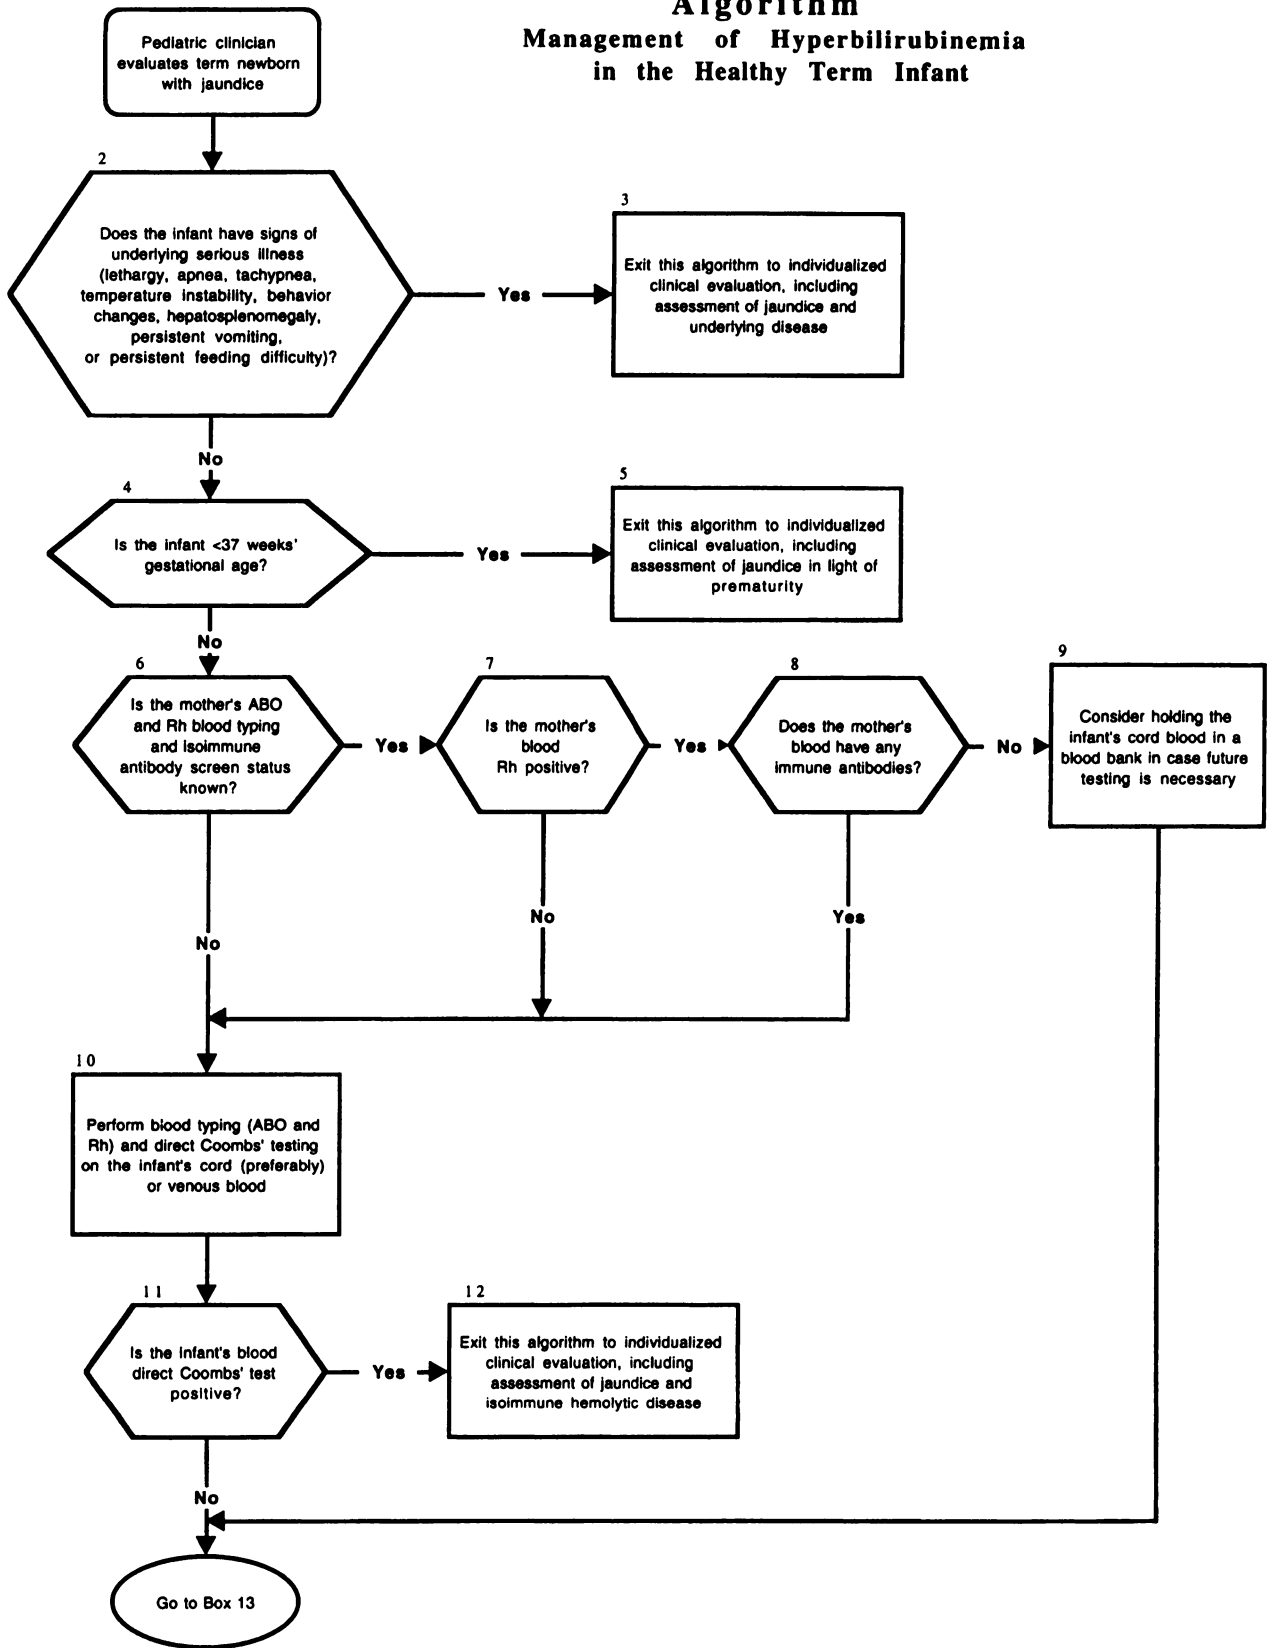 Algorithm
Management of Hyperbilirubinemia
in the Healthy Term Infant
Pediatric clinician
evaluates term newborn
with jaundice
2
Does the infant have signs of
underlying serious illness
(lethargy, apnea, tachypnea,
temperature instability, behavior
changes, hepatosplenomegaly,
persistent vomiting,
or persistent feeding difficulty)?
Yes
3
Exit this algorithm to individualized
clinical evaluation, including
assessment of jaundice and
underlying disease
No
4
Is the infant <37 weeks'
gestational age?
Yes
5
Exit this algorithm to individualized
clinical evaluation, including
assessment of jaundice in light of
prematurity
No
6
Is the mother's ABO
and Rh blood typing
and isoimmune
antibody screen status
known?
Yes
7
Is the mother's
blood
Rh positive?
Yes
8
Does the mother's
blood have any
immune antibodies?
No
9
Consider holding the
infant's cord blood in a
blood bank in case future
testing is necessary
No
No
Yes
10
Perform blood typing (ABO and
Rh) and direct Coombs' testing
on the infant's cord (preferably)
or venous blood
11
Is the infant's blood
direct Coombs' test
positive?
Yes
12
Exit this algorithm to individualized
clinical evaluation, including
assessment of jaundice and
isoimmune hemolytic disease
No
Go to Box 13